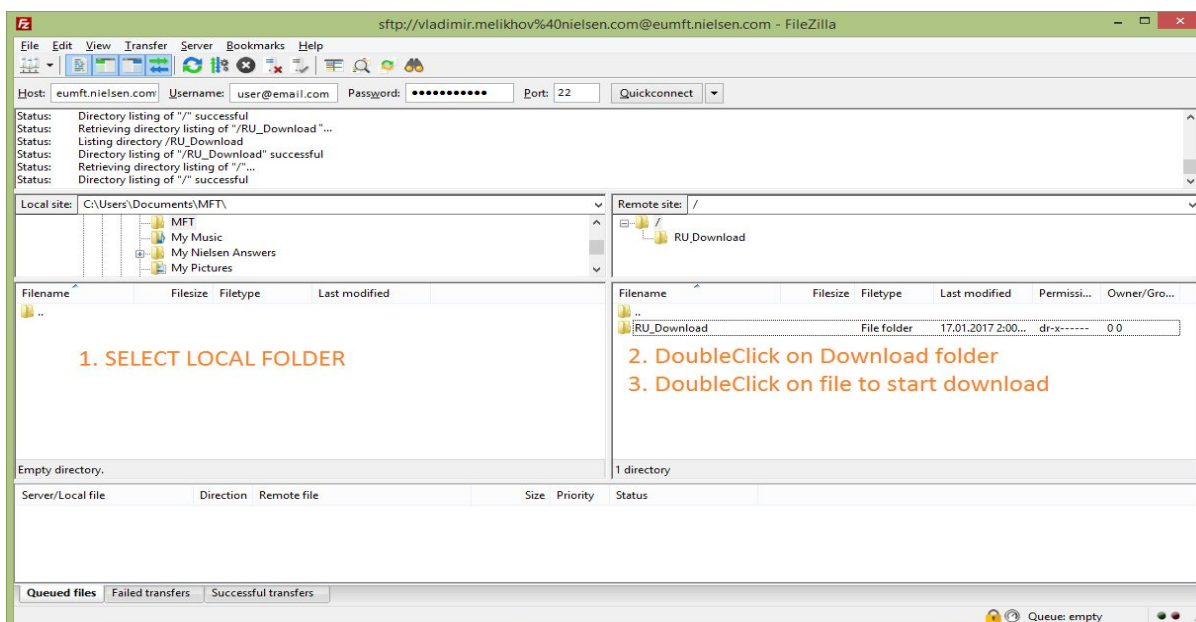 sftp://vladimir.melikhov%40nielsen.com@eumft.nielsen.com - FileZilla
File Edit View Transfer Server Bookmarks Help
Host: eumft.nielsen.com Username: user@email.com Password: ••••••••••• Port: 22 Quickconnect
Status: Directory listing of "/" successful
Status: Retrieving directory listing of "/RU_Download"...
Status: Listing directory /RU_Download
Status: Directory listing of "/RU_Download" successful
Status: Retrieving directory listing of "/"...
Status: Directory listing of "/" successful
Local site: C:\Users\Documents\MFT\
MFT
My Music
My Nielsen Answers
My Pictures
Remote site: /
/
RU_Download
Filename Filesize Filetype Last modified
..
1. SELECT LOCAL FOLDER
Empty directory.
Filename Filesize Filetype Last modified Permissi... Owner/Gro...
..
RU_Download File folder 17.01.2017 2:00... dr-x------ 0 0
2. DoubleClick on Download folder
3. DoubleClick on file to start download
1 directory
Server/Local file Direction Remote file Size Priority Status
Queued files Failed transfers Successful transfers
Queue: empty